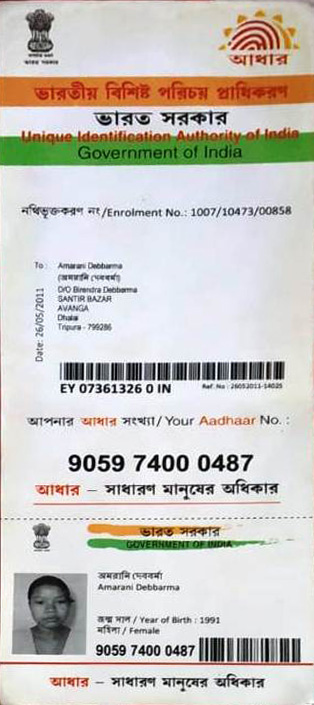 আধার
ভারতীয় বিশিষ্ট পরিচয় প্রাধিকরণ
ভারত সরকার
Unique Identification Authority of India
Government of India
নথিভুক্তকরণ নং/Enrolment No.: 1007/10473/00858
To :
Amarani Debbarma
(অমরানি দেববর্মা)
D/O Birendra Debbarma
SANTIR BAZAR
AVANGA
Dhalai
Tripura - 799286
Date: 26/05/2011
EY 07361326 0 IN
Ref. No : 26052011-14025
আপনার আধার সংখ্যা/ Your Aadhaar No. :
9059 7400 0487
আধার – সাধারণ মানুষের অধিকার
ভারত সরকার
GOVERNMENT OF INDIA
অমরানি দেববর্মা
Amarani Debbarma
জন্ম সাল / Year of Birth : 1991
মহিলা / Female
9059 7400 0487
আধার – সাধারণ মানুষের অধিকার